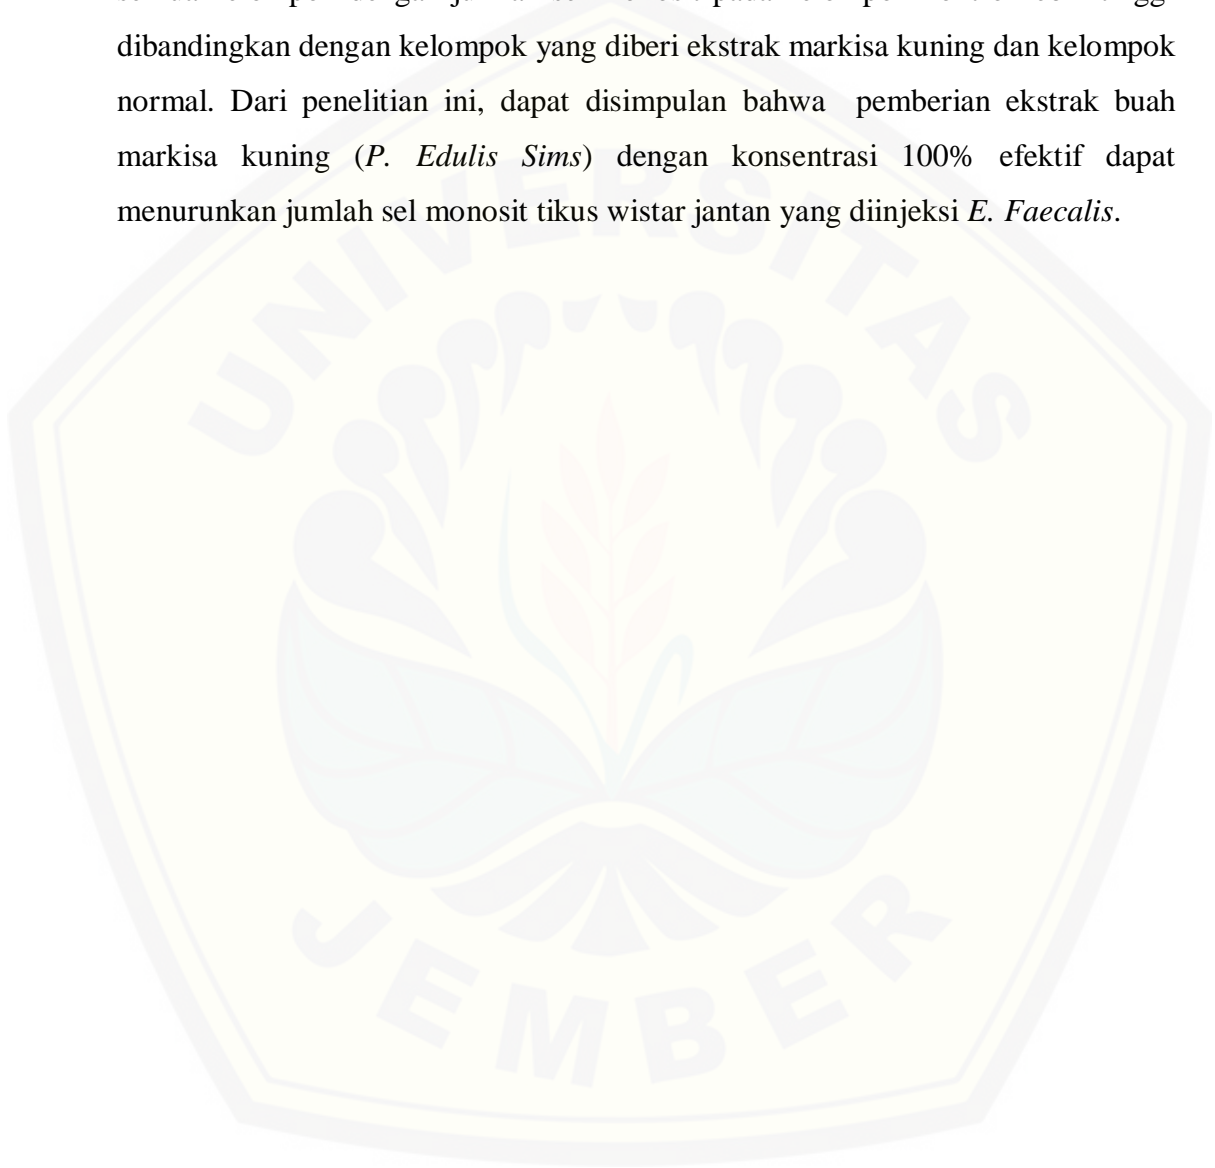 dibandingkan dengan kelompok yang diberi ekstrak markisa kuning dan kelompok
normal. Dari penelitian ini, dapat disimpulan bahwa pemberian ekstrak buah
markisa kuning (P. Edulis Sims) dengan konsentrasi 100% efektif dapat
menurunkan jumlah sel monosit tikus wistar jantan yang diinjeksi E. Faecalis.
UNIVERSITAS
JEMBER